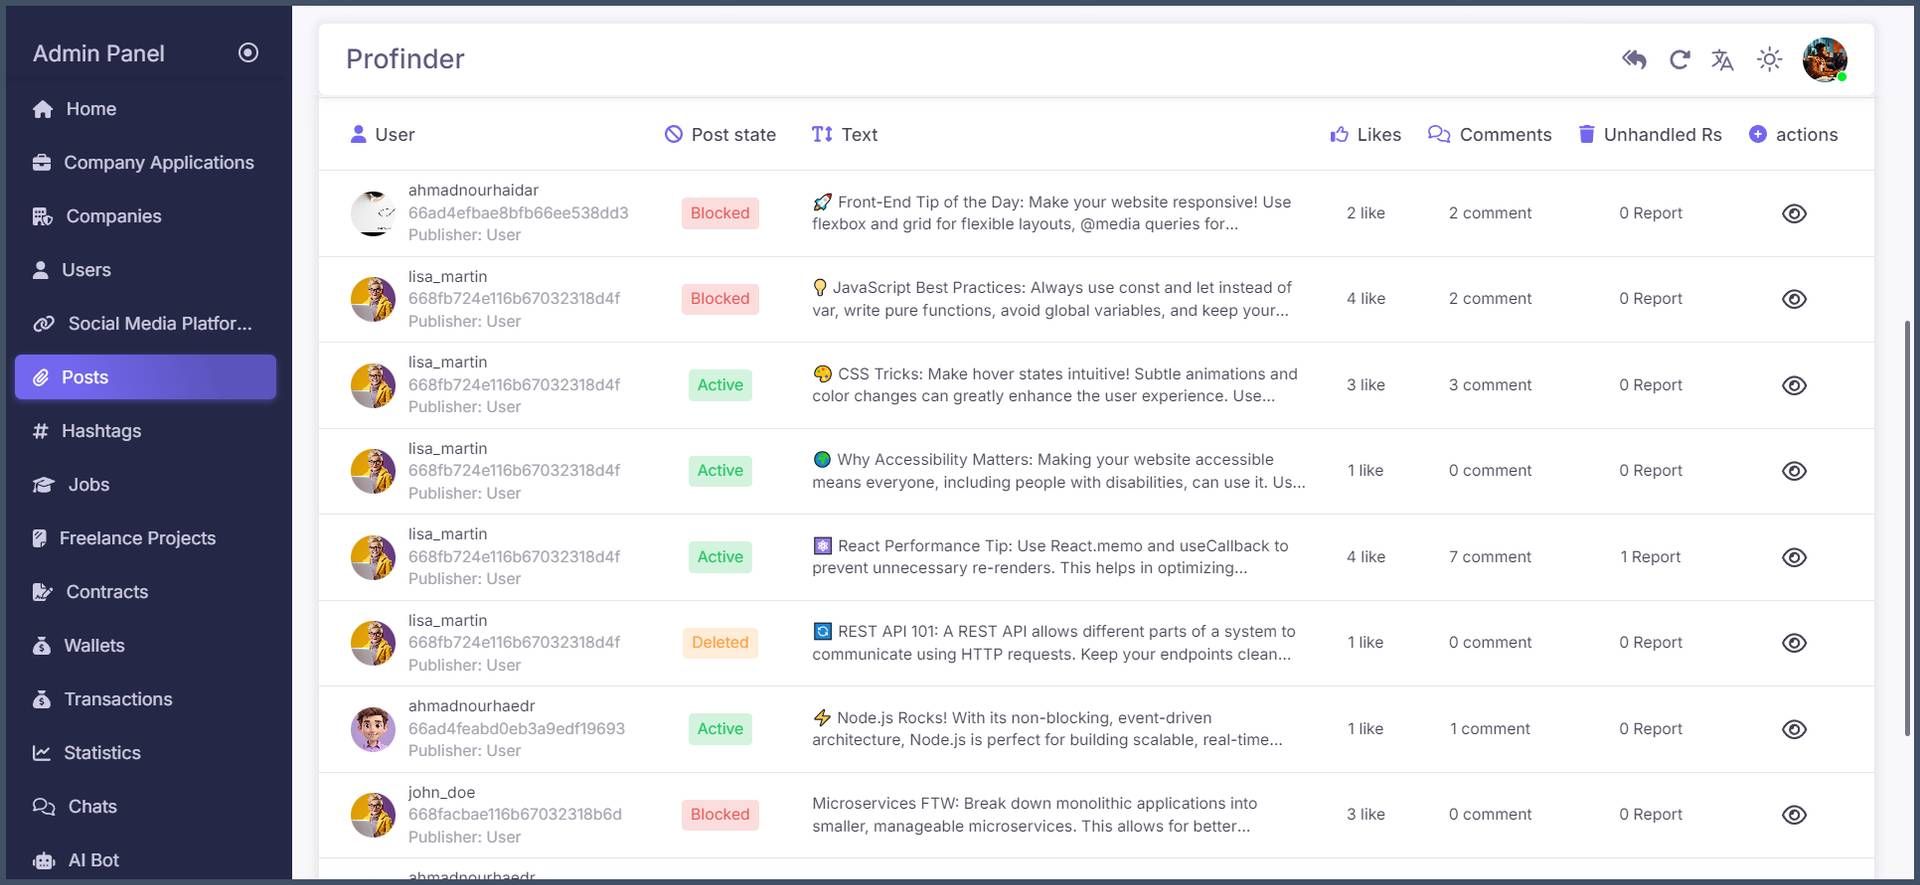 Admin Panel
Home
Company Applications
Companies
Users
Social Media Platfor...
Posts
Hashtags
Jobs
Freelance Projects
Contracts
Wallets
Transactions
Statistics
Chats
AI Bot
Profinder
User Post state Text Likes Comments Unhandled Rs actions
ahmadnourhaidar
66ad4efbae8bfb66ee538dd3
Publisher: User
Blocked
🚀 Front-End Tip of the Day: Make your website responsive! Use
flexbox and grid for flexible layouts, @media queries for...
2 like 2 comment 0 Report
lisa_martin
668fb724e116b67032318d4f
Publisher: User
Blocked
💡 JavaScript Best Practices: Always use const and let instead of
var, write pure functions, avoid global variables, and keep your...
4 like 2 comment 0 Report
lisa_martin
668fb724e116b67032318d4f
Publisher: User
Active
🎨 CSS Tricks: Make hover states intuitive! Subtle animations and
color changes can greatly enhance the user experience. Use...
3 like 3 comment 0 Report
lisa_martin
668fb724e116b67032318d4f
Publisher: User
Active
🌍 Why Accessibility Matters: Making your website accessible
means everyone, including people with disabilities, can use it. Us...
1 like 0 comment 0 Report
lisa_martin
668fb724e116b67032318d4f
Publisher: User
Active
⚛️ React Performance Tip: Use React.memo and useCallback to
prevent unnecessary re-renders. This helps in optimizing...
4 like 7 comment 1 Report
lisa_martin
668fb724e116b67032318d4f
Publisher: User
Deleted
🔄 REST API 101: A REST API allows different parts of a system to
communicate using HTTP requests. Keep your endpoints clean...
1 like 0 comment 0 Report
ahmadnourhaedr
66ad4feabd0eb3a9edf19693
Publisher: User
Active
⚡ Node.js Rocks! With its non-blocking, event-driven
architecture, Node.js is perfect for building scalable, real-time...
1 like 1 comment 0 Report
john_doe
668facbae116b67032318b6d
Publisher: User
Blocked
Microservices FTW: Break down monolithic applications into
smaller, manageable microservices. This allows for better...
3 like 0 comment 0 Report
ahmadnourhaedr